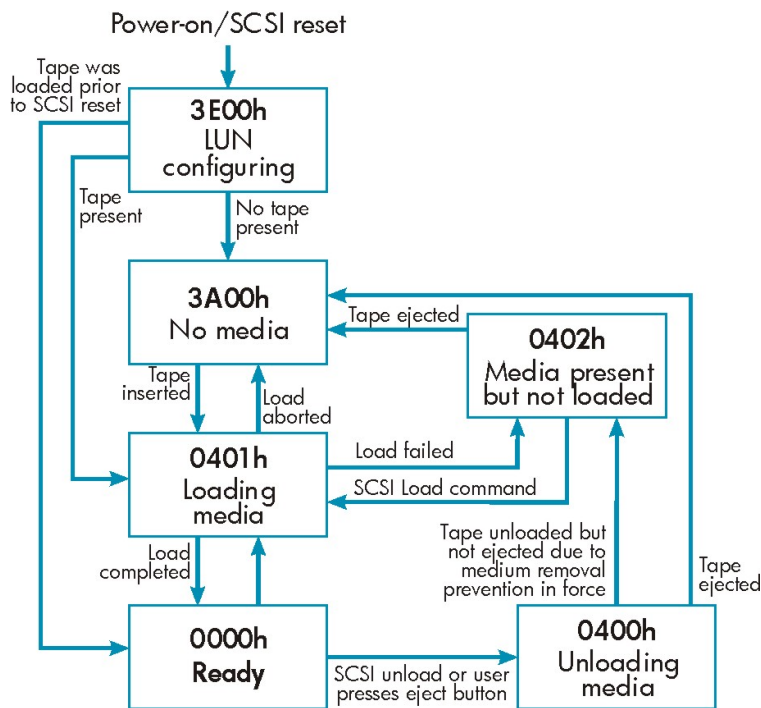 Power-on/SCSI reset
Tape was
loaded prior
to SCSI reset
3E00h
LUN
configuring
Tape
present
No tape
present
3A00h
No media
Tape ejected
0402h
Media present
but not loaded
Tape
inserted
Load
aborted
0401h
Loading
media
Load failed
SCSI Load command
Load
completed
Tape unloaded but
not ejected due to
medium removal
prevention in force
Tape
ejected
0000h
Ready
SCSI unload or user
presses eject button
0400h
Unloading
media